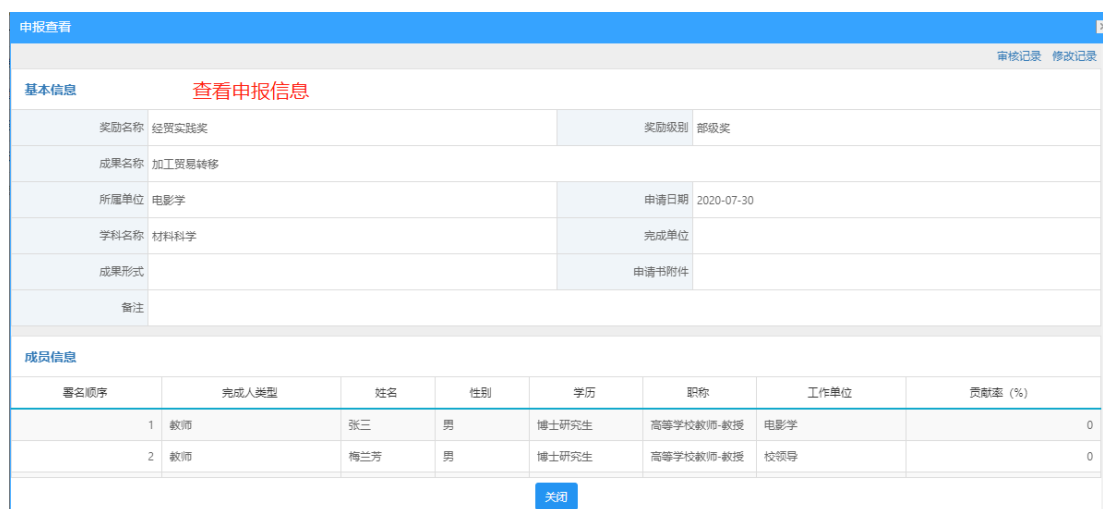 申报查看
审核记录 修改记录
基本信息 查看申报信息
奖励名称 经贸实践奖 奖励级别 部级奖
成果名称 加工贸易转移
所属单位 电影学 申请日期 2020-07-30
学科名称 材料科学 完成单位
成果形式 申请书附件
备注
成员信息
署名顺序 完成人类型 姓名 性别 学历 职称 工作单位 贡献率 (%)
1 教师 张三 男 博士研究生 高等学校教师-教授 电影学 0
2 教师 梅兰芳 男 博士研究生 高等学校教师-教授 校领导 0
关闭